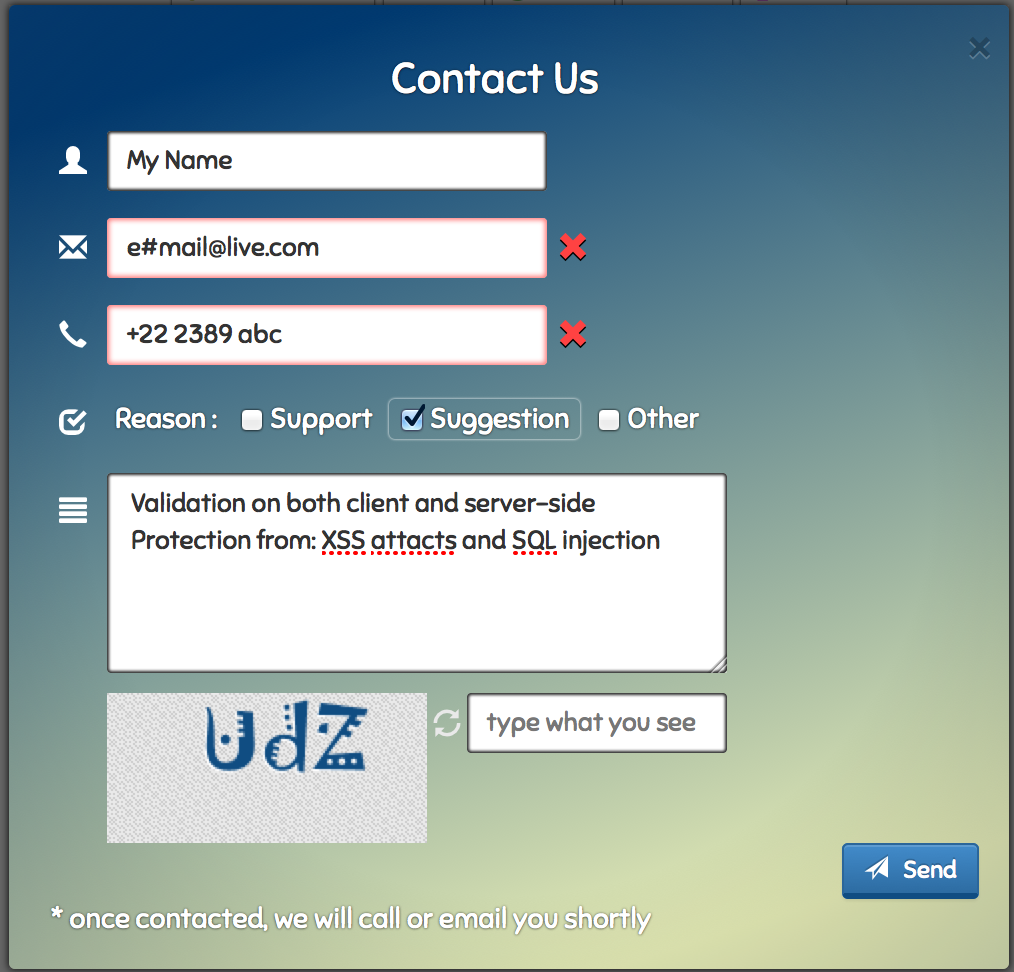 Contact Us
My Name
e#mail@live.com
+22 2389 abc
Reason : Support Suggestion Other
Validation on both client and server-side
Protection from: XSS attacts and SQL injection
UdZ
type what you see
Send
* once contacted, we will call or email you shortly